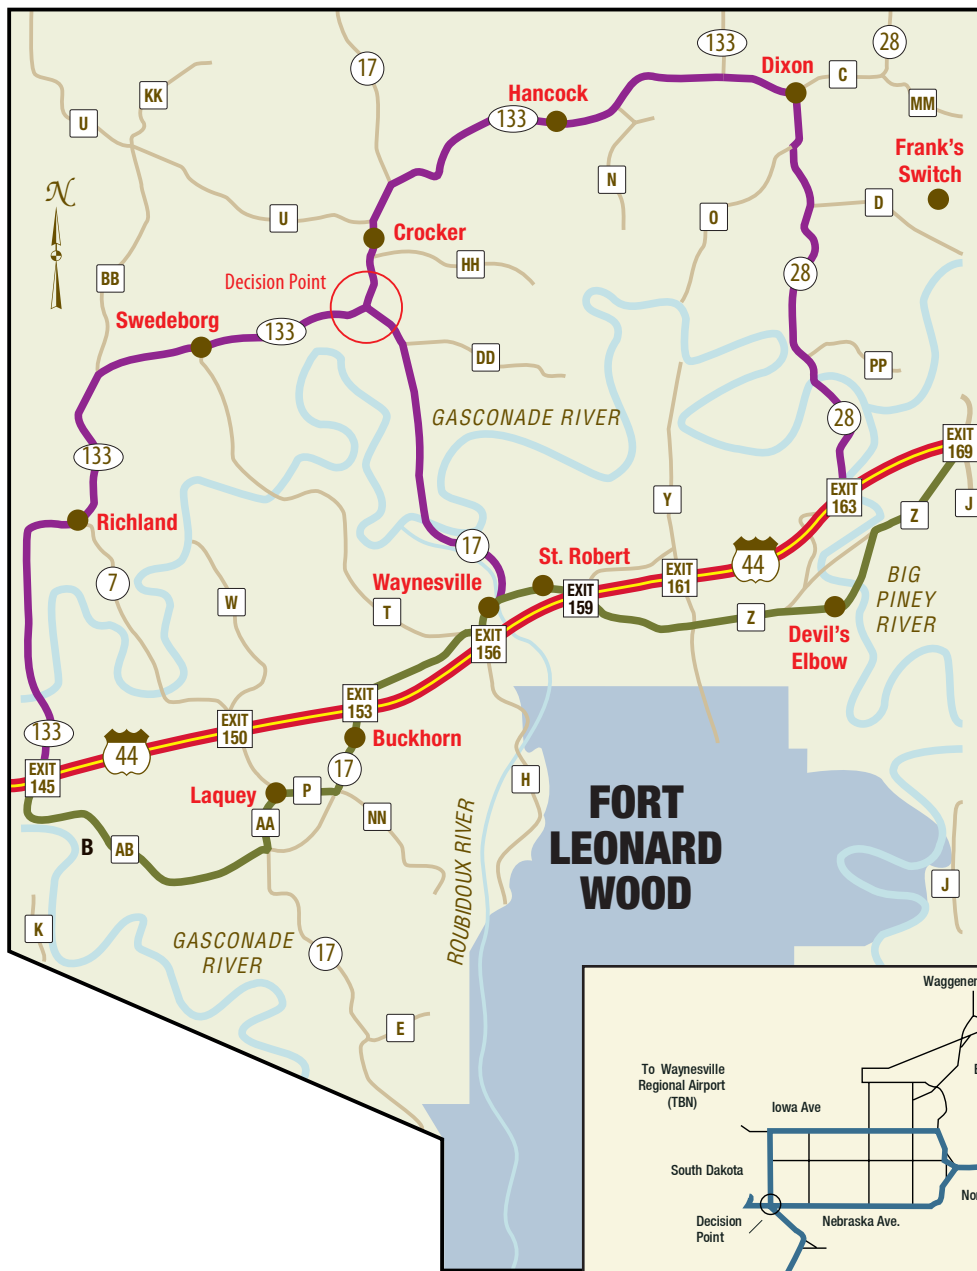 133
28
17
Dixon
C
KK
Hancock
MM
U
133
Frank's
Switch
N
N
D
U
O
Crocker
HH
BB
Decision Point
28
Swedeborg
133
DD
PP
GASCONADE RIVER
28
133
EXIT
169
EXIT
163
Y
J
Richland
Z
17
St. Robert
44
EXIT
161
7
Waynesville
EXIT
159
BIG
PINEY
RIVER
W
T
Z
Devil's
Elbow
EXIT
156
EXIT
153
EXIT
150
133
Buckhorn
44
EXIT
145
17
H
Laquey
P
FORT
LEONARD
WOOD
AA
NN
B
AB
ROUBIDOUX RIVER
J
K
GASCONADE
RIVER
17
E
Waggener
To Waynesville
Regional Airport
(TBN)
Iowa Ave
South Dakota
Nor
Decision
Point
Nebraska Ave.